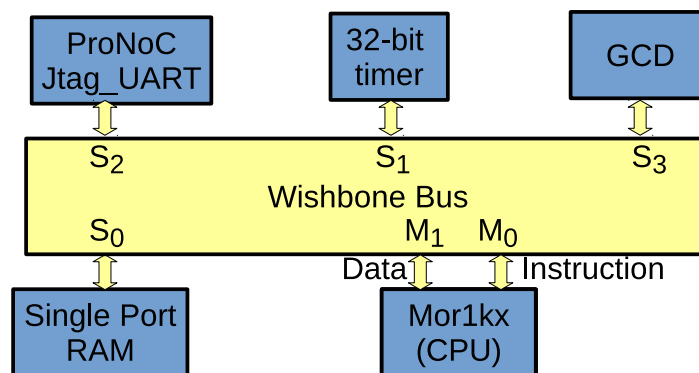 ProNoC
Jtag_UART
32-bit
timer
GCD
S2
S1
S3
Wishbone Bus
S0
M1
M0
Data
Instruction
Single Port
RAM
Mor1kx
(CPU)